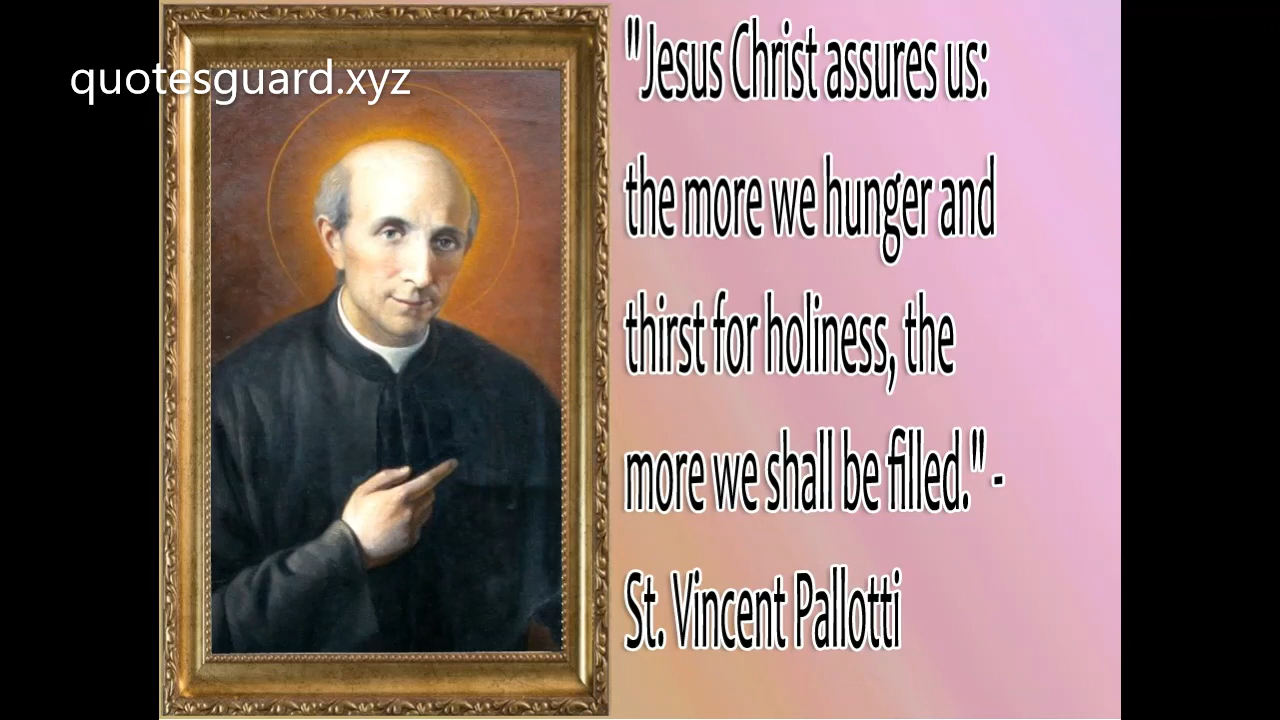 quotesguard.xyz
"Jesus Christ assures us:
the more we hunger and
thirst for holiness, the
more we shall be filled." -
St. Vincent Pallotti